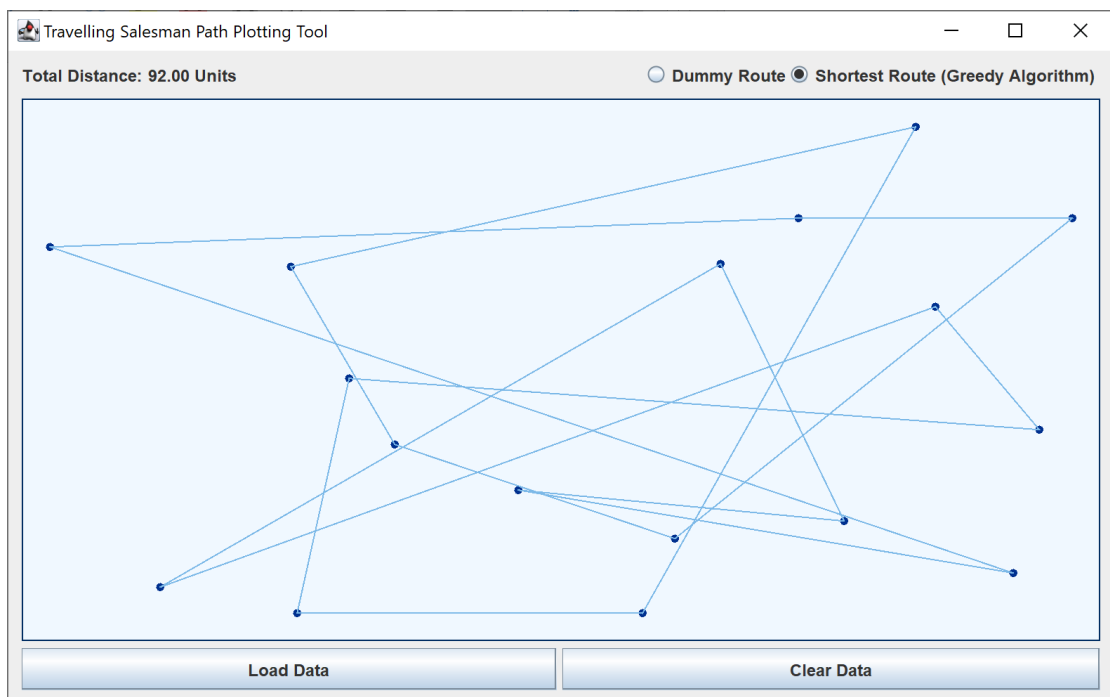 Travelling Salesman Path Plotting Tool
Total Distance: 92.00 Units
Dummy Route
Shortest Route (Greedy Algorithm)
Load Data
Clear Data